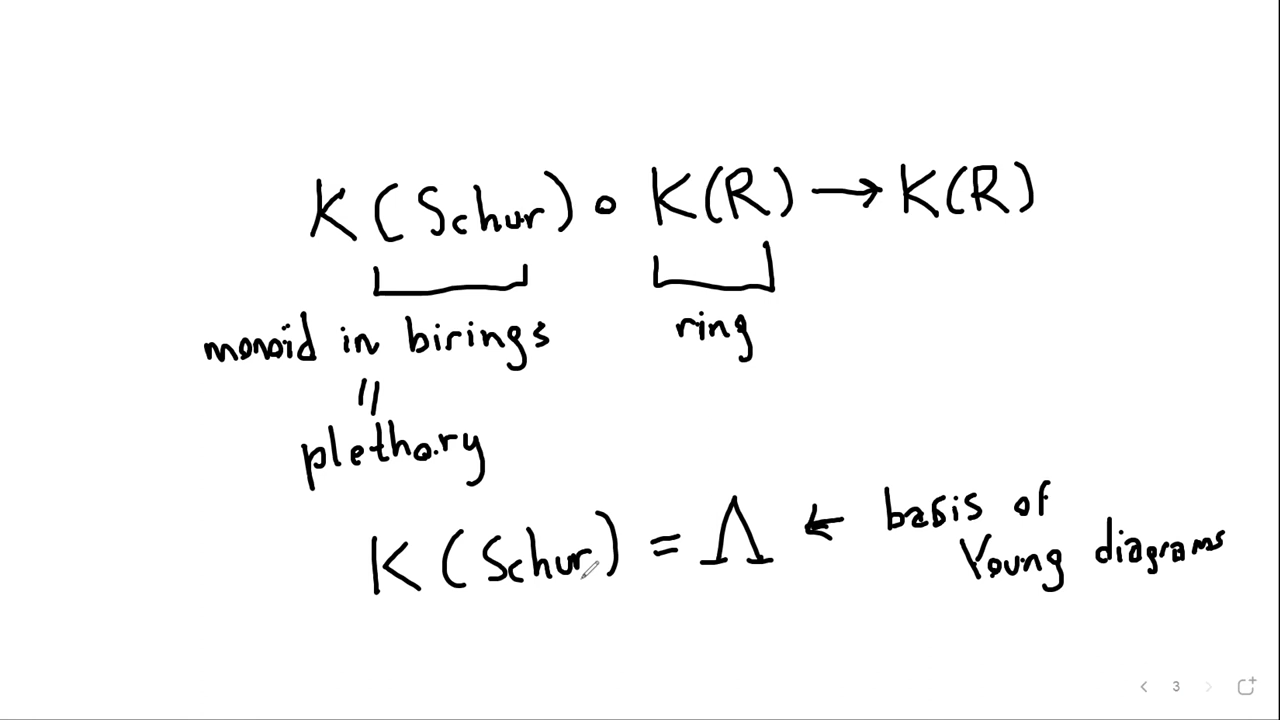 K(Schur) ∘ K(R) → K(R)
monoid in birings
ring
=
plethory
K(Schur) = Λ ← basis of
Young diagrams
3